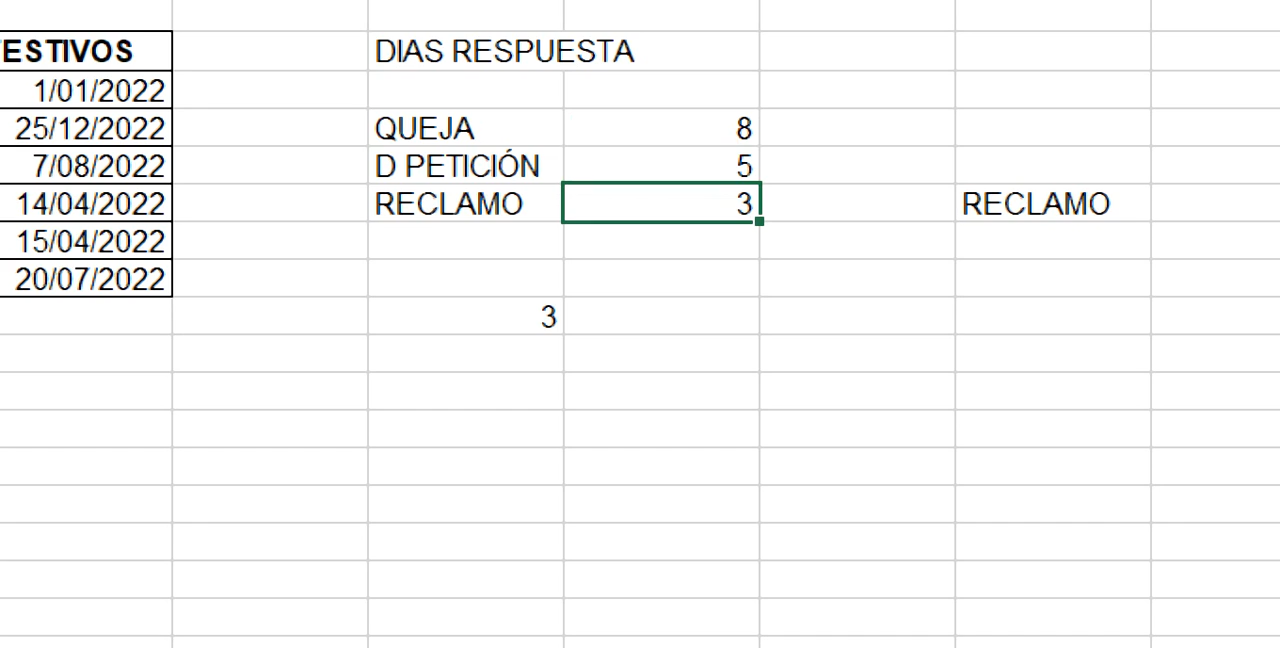 ESTIVOS DIAS RESPUESTA
1/01/2022
25/12/2022 QUEJA 8
7/08/2022 D PETICIÓN 5
14/04/2022 RECLAMO 3 RECLAMO
15/04/2022
20/07/2022
3